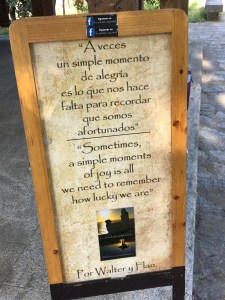 "A veces
un simple momento
de alegría
es lo que nos hace
falta para recordar
que somos
afortunados"
"Sometimes,
a simple moments
of joy is all
we need to remember
how lucky we are"
Por Walter y Flan.